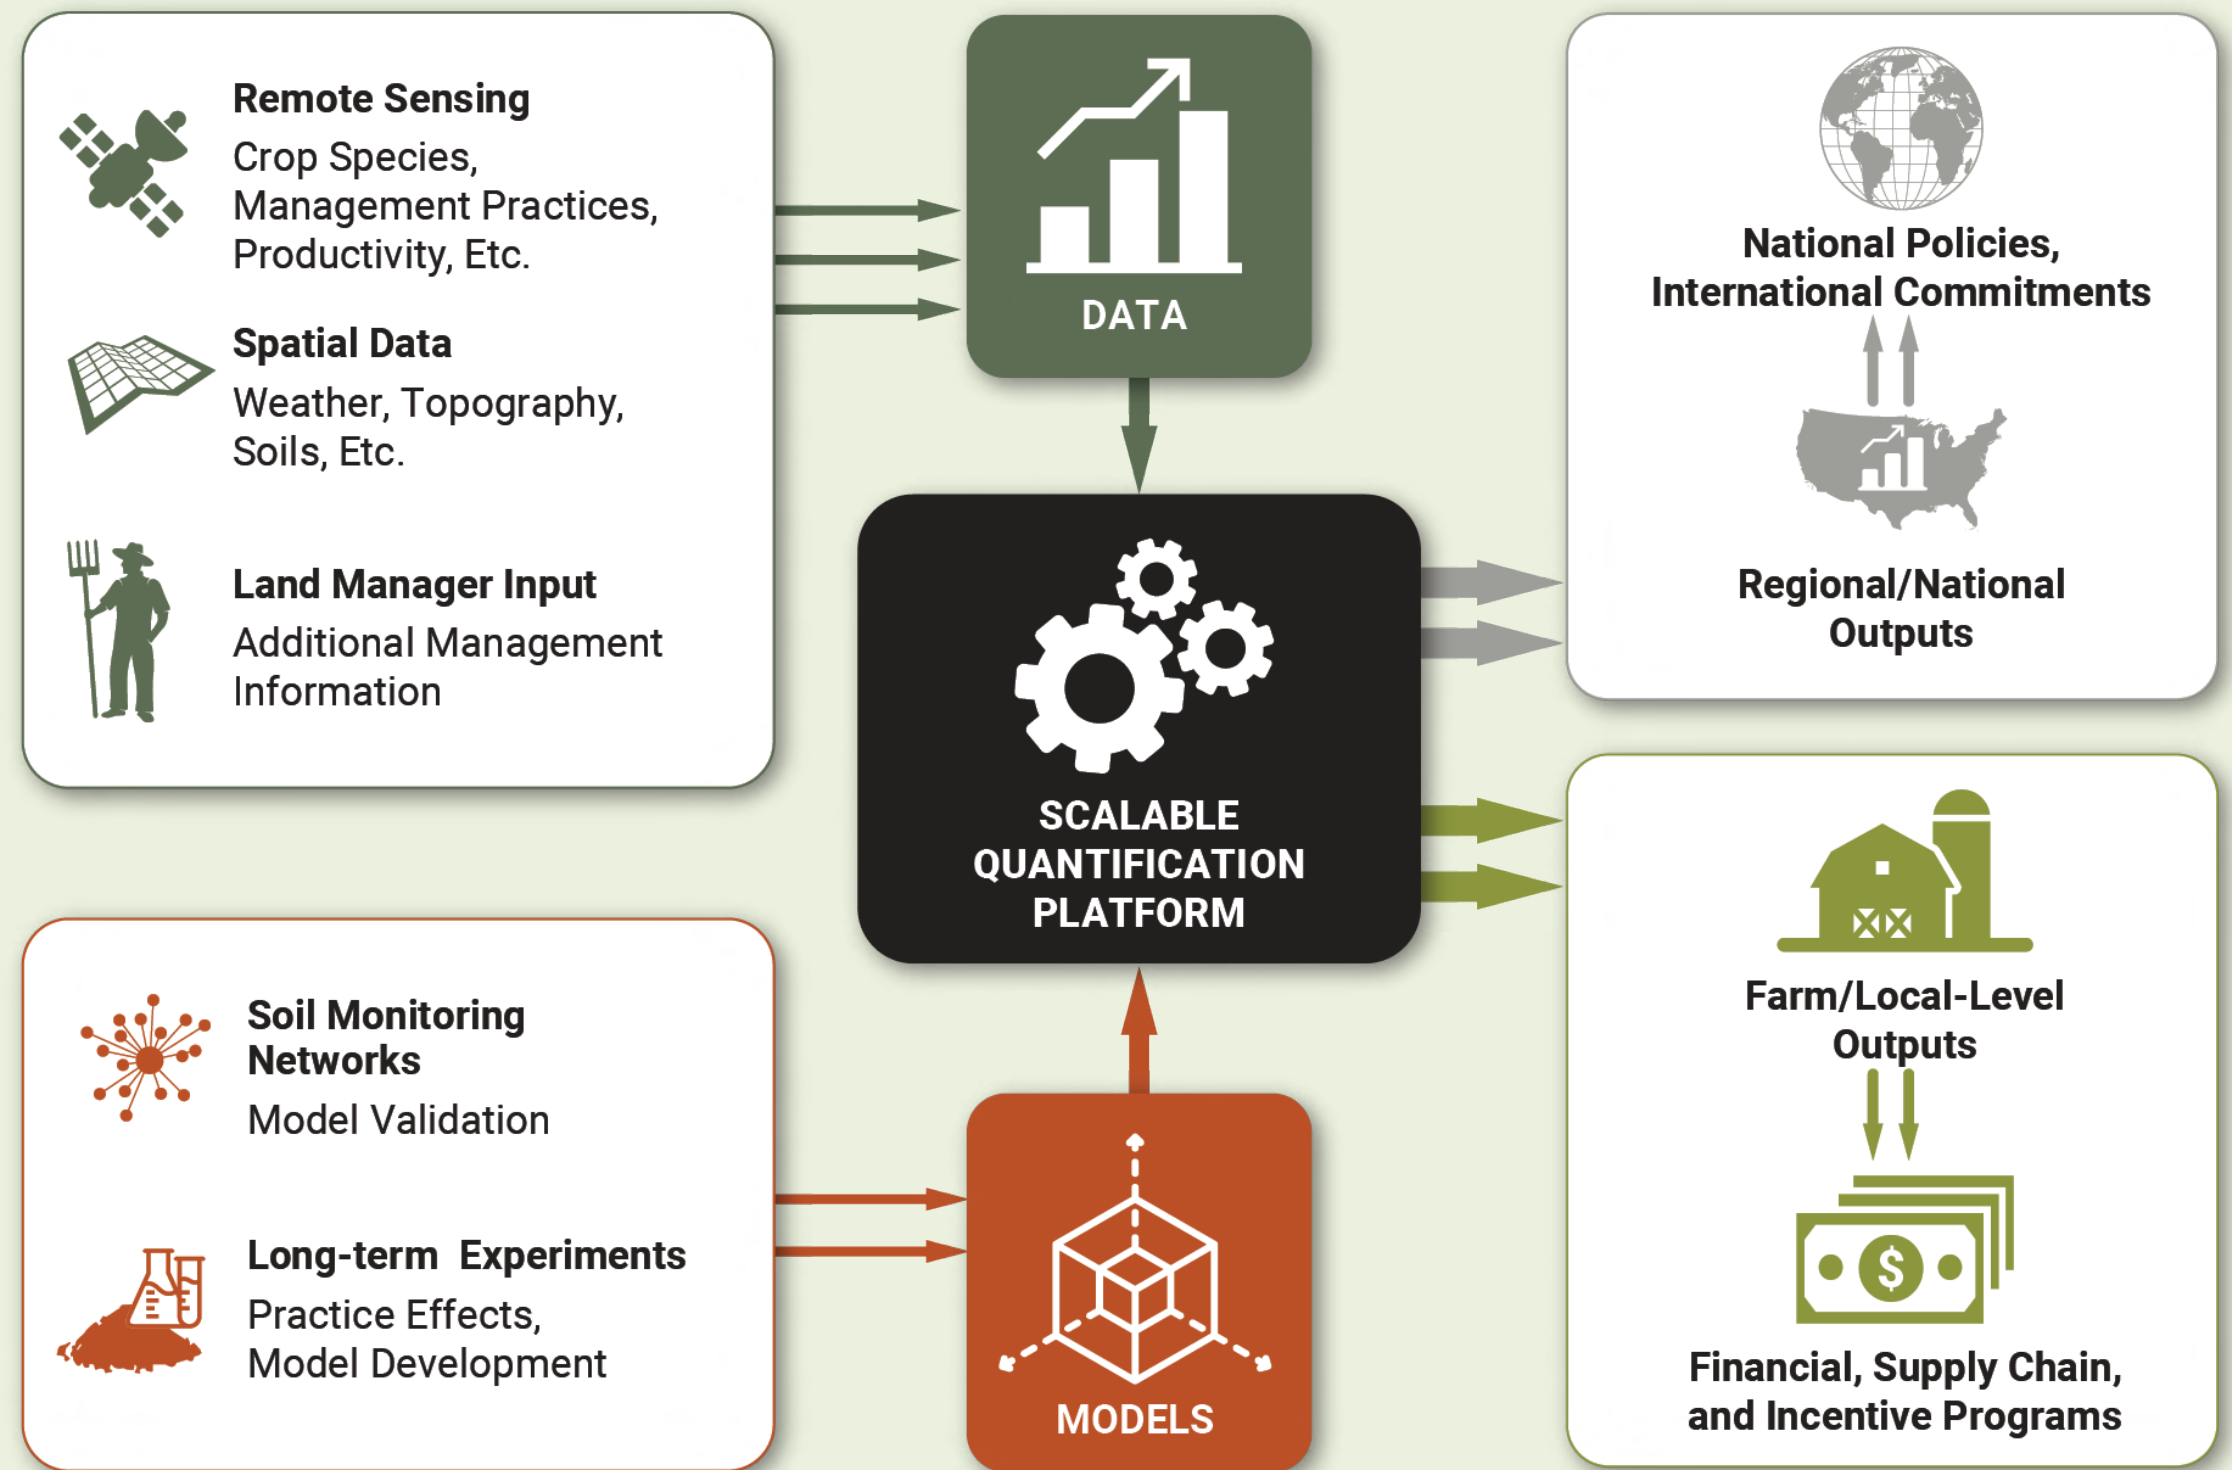 Remote Sensing
Crop Species,
Management Practices,
Productivity, Etc.
Spatial Data
Weather, Topography,
Soils, Etc.
Land Manager Input
Additional Management
Information
Soil Monitoring
Networks
Model Validation
Long-term  Experiments
Practice Effects,
Model Development
DATA
SCALABLE
QUANTIFICATION
PLATFORM
MODELS
National Policies,
International Commitments
Regional/National
Outputs
Farm/Local-Level
Outputs
$
Financial, Supply Chain,
and Incentive Programs